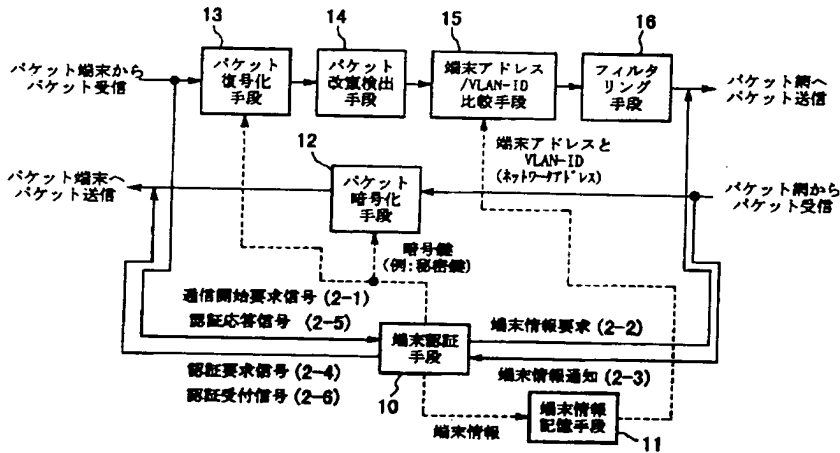 13
14
15
16
パケット端末から
パケット受信
パケット
復号化
手段
パケット
改竄検出
手段
端末アドレス
/VLAN-ID
比較手段
フィルタ
リング
手段
パケット網へ
パケット送信
12
端末アドレスと
VLAN-ID
(ネットワークアドレス)
パケット端末へ
パケット送信
パケット
暗号化
手段
パケット網から
パケット受信
暗号鍵
(例:秘密鍵)
通信開始要求信号 (2-1)
認証応答信号 (2-5)
端末認証
手段
端末情報要求 (2-2)
認証要求信号 (2-4)
認証受付信号 (2-6)
端末情報通知 (2-3)
10
端末情報
端末情報
記憶手段
11